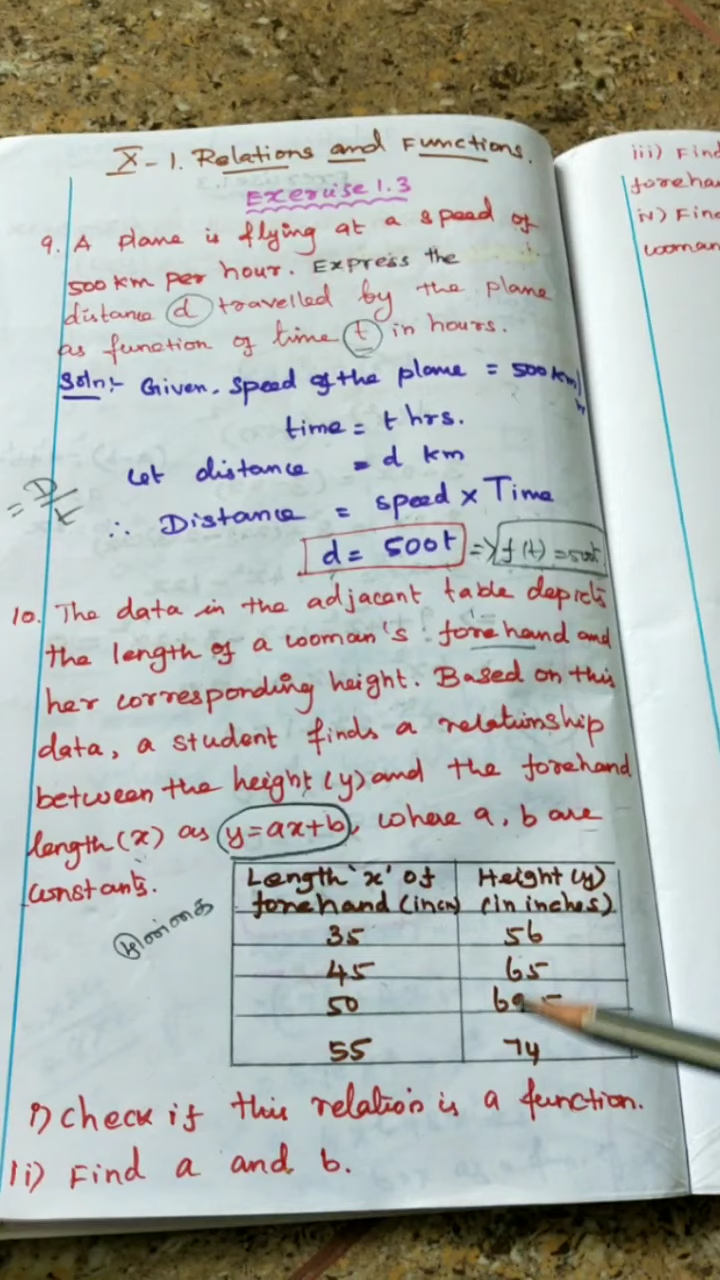 X-1. Relations and Functions.
Exercise 1.3
9. A plane is flying at a speed of
500 km per hour. Express the
distance d travelled by the plane
as function of time t in hours.
Soln:- Given. Speed of the plane = 500 km/hr
time = t hrs.
Let distance = d km
= D/t
∴ Distance = speed x Time
d = 500t => f(t) = 500t
10. The data in the adjacent table depicts
the length of a wooman's forehand and
her corresponding height. Based on this
data, a student finds a relationship
between the height (y) and the forehand
length (x) as y=ax+b, where a, b are
constants.
Length 'x' of forehand (in cm) Height (y) (in inches)
35 56
45 65
50
55 74
i) Check if this relation is a function.
ii) Find a and b.
iii) Find
iv)